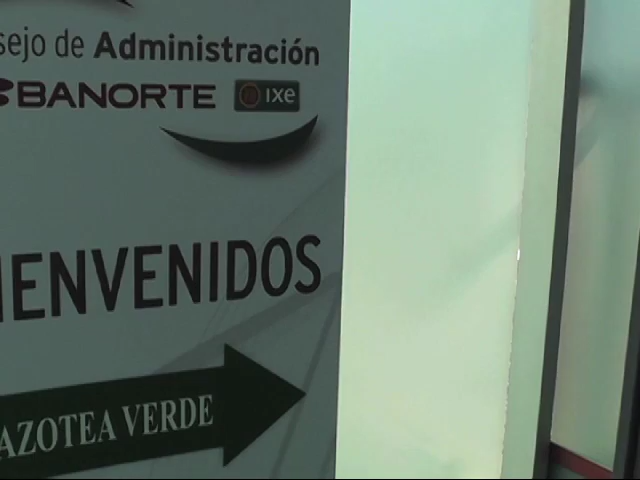 sejo de Administración
BANORTE ixe
IENVENIDOS
AZOTEA VERDE